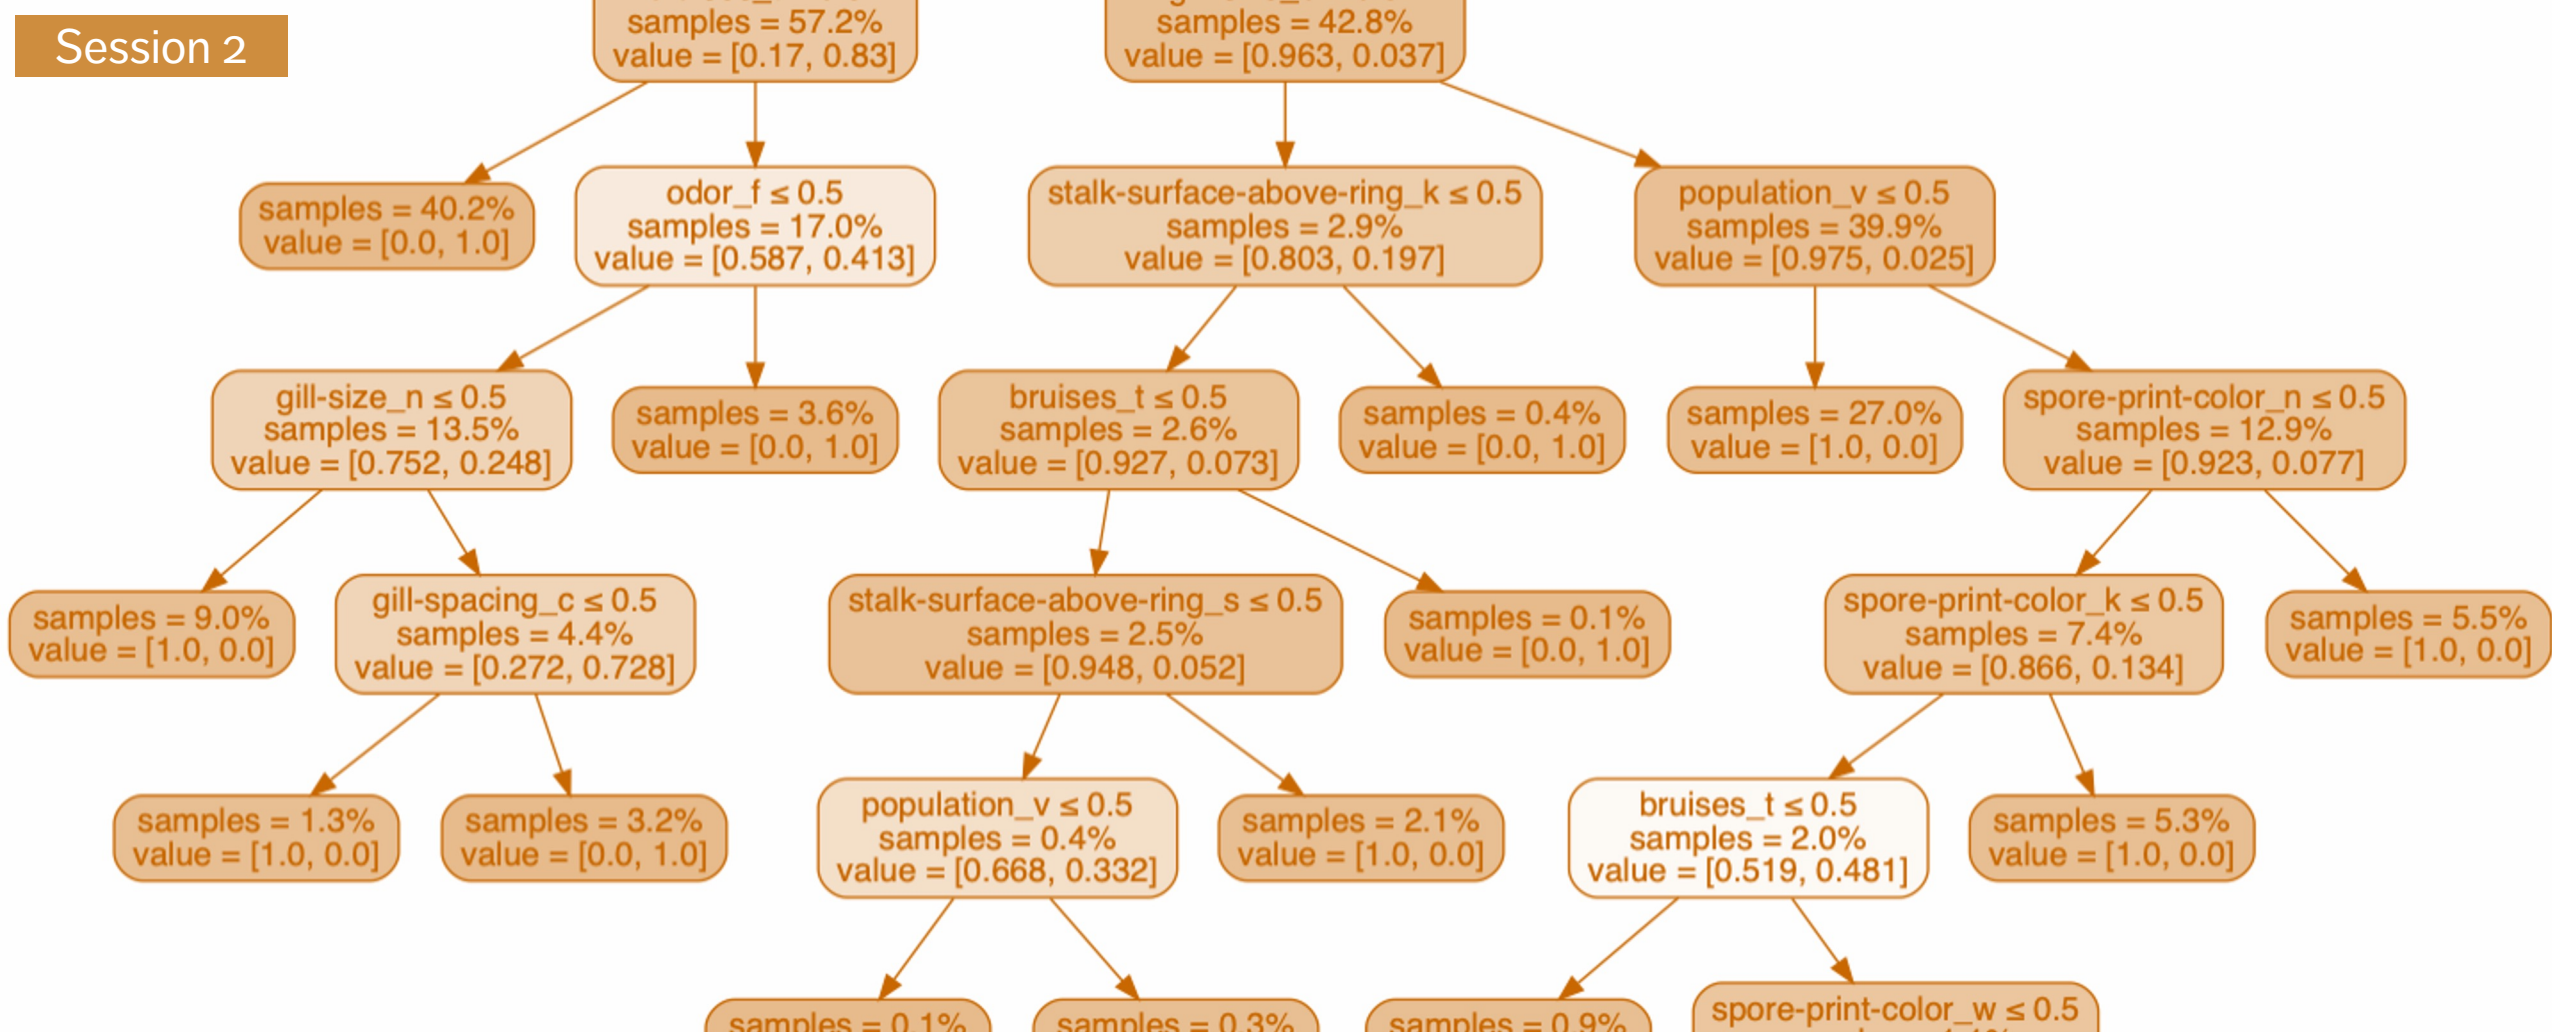 Session 2
samples = 57.2%
value = [0.17, 0.83]
samples = 42.8%
value = [0.963, 0.037]
samples = 40.2%
value = [0.0, 1.0]
odor_f ≤ 0.5
samples = 17.0%
value = [0.587, 0.413]
stalk-surface-above-ring_k ≤ 0.5
samples = 2.9%
value = [0.803, 0.197]
population_v ≤ 0.5
samples = 39.9%
value = [0.975, 0.025]
gill-size_n ≤ 0.5
samples = 13.5%
value = [0.752, 0.248]
samples = 3.6%
value = [0.0, 1.0]
bruises_t ≤ 0.5
samples = 2.6%
value = [0.927, 0.073]
samples = 0.4%
value = [0.0, 1.0]
samples = 27.0%
value = [1.0, 0.0]
spore-print-color_n ≤ 0.5
samples = 12.9%
value = [0.923, 0.077]
samples = 9.0%
value = [1.0, 0.0]
gill-spacing_c ≤ 0.5
samples = 4.4%
value = [0.272, 0.728]
stalk-surface-above-ring_s ≤ 0.5
samples = 2.5%
value = [0.948, 0.052]
samples = 0.1%
value = [0.0, 1.0]
spore-print-color_k ≤ 0.5
samples = 7.4%
value = [0.866, 0.134]
samples = 5.5%
value = [1.0, 0.0]
samples = 1.3%
value = [1.0, 0.0]
samples = 3.2%
value = [0.0, 1.0]
population_v ≤ 0.5
samples = 0.4%
value = [0.668, 0.332]
samples = 2.1%
value = [1.0, 0.0]
bruises_t ≤ 0.5
samples = 2.0%
value = [0.519, 0.481]
samples = 5.3%
value = [1.0, 0.0]
samples = 0.1%
samples = 0.3%
samples = 0.9%
spore-print-color_w ≤ 0.5